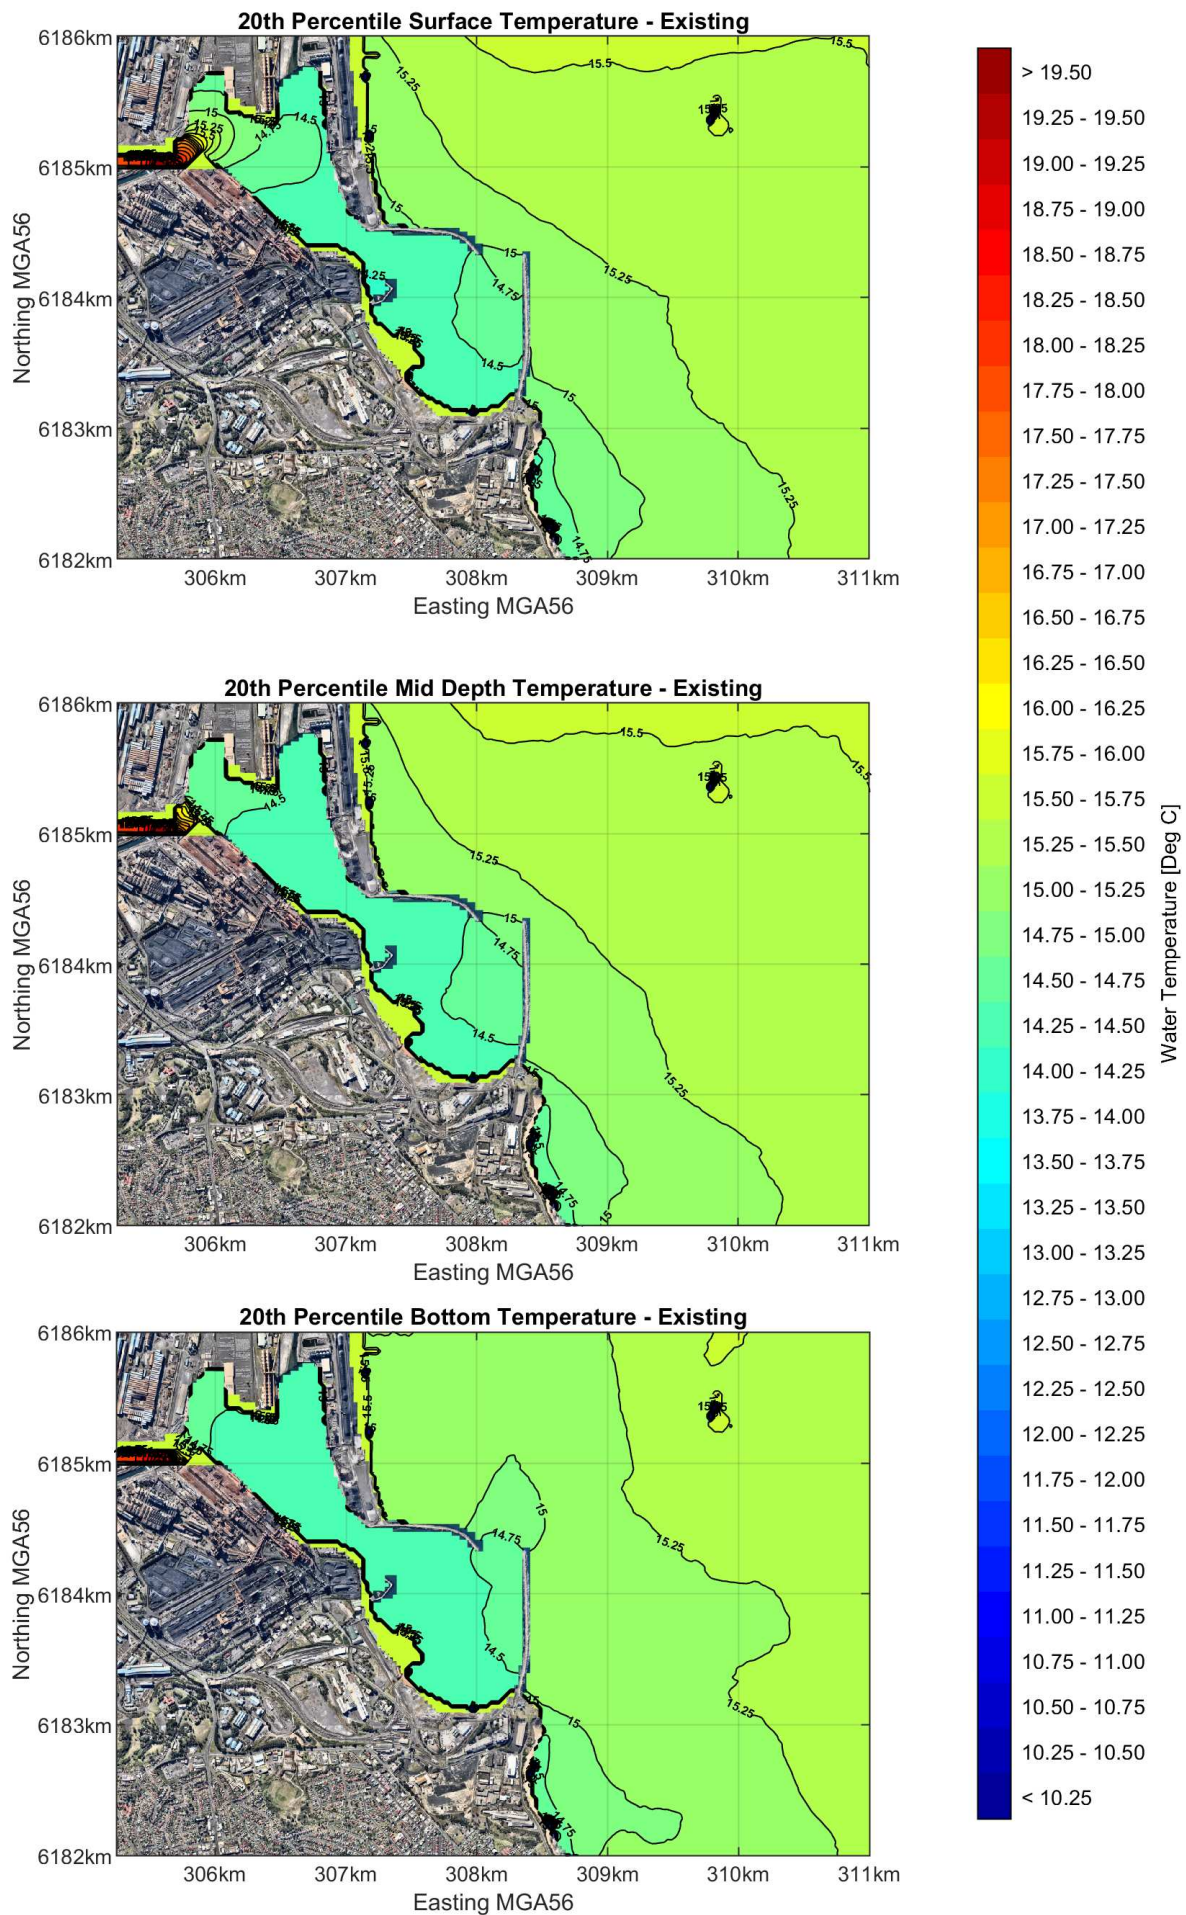 20th Percentile Surface Temperature - Existing
6186km
6185km
6184km
6183km
6182km
Northing MGA56
15.5
15.5
15.25
15
15.25
14.5
15
15
14.75
14.5
15.25
15
15.25
14.75
306km
307km
308km
309km
310km
311km
Easting MGA56
20th Percentile Mid Depth Temperature - Existing
6186km
6185km
6184km
6183km
6182km
Northing MGA56
15.5
15.5
14.5
15.25
15
14.75
14.5
15.25
14.75
15
306km
307km
308km
309km
310km
311km
Easting MGA56
20th Percentile Bottom Temperature - Existing
6186km
6185km
6184km
6183km
6182km
Northing MGA56
15.5
15
14.75
15.25
14.5
15.25
15
14.75
306km
307km
308km
309km
310km
311km
Easting MGA56
> 19.50
19.25 - 19.50
19.00 - 19.25
18.75 - 19.00
18.50 - 18.75
18.25 - 18.50
18.00 - 18.25
17.75 - 18.00
17.50 - 17.75
17.25 - 17.50
17.00 - 17.25
16.75 - 17.00
16.50 - 16.75
16.25 - 16.50
16.00 - 16.25
15.75 - 16.00
15.50 - 15.75
15.25 - 15.50
15.00 - 15.25
14.75 - 15.00
14.50 - 14.75
14.25 - 14.50
14.00 - 14.25
13.75 - 14.00
13.50 - 13.75
13.25 - 13.50
13.00 - 13.25
12.75 - 13.00
12.50 - 12.75
12.25 - 12.50
12.00 - 12.25
11.75 - 12.00
11.50 - 11.75
11.25 - 11.50
11.00 - 11.25
10.75 - 11.00
10.50 - 10.75
10.25 - 10.50
< 10.25
Water Temperature [Deg C]